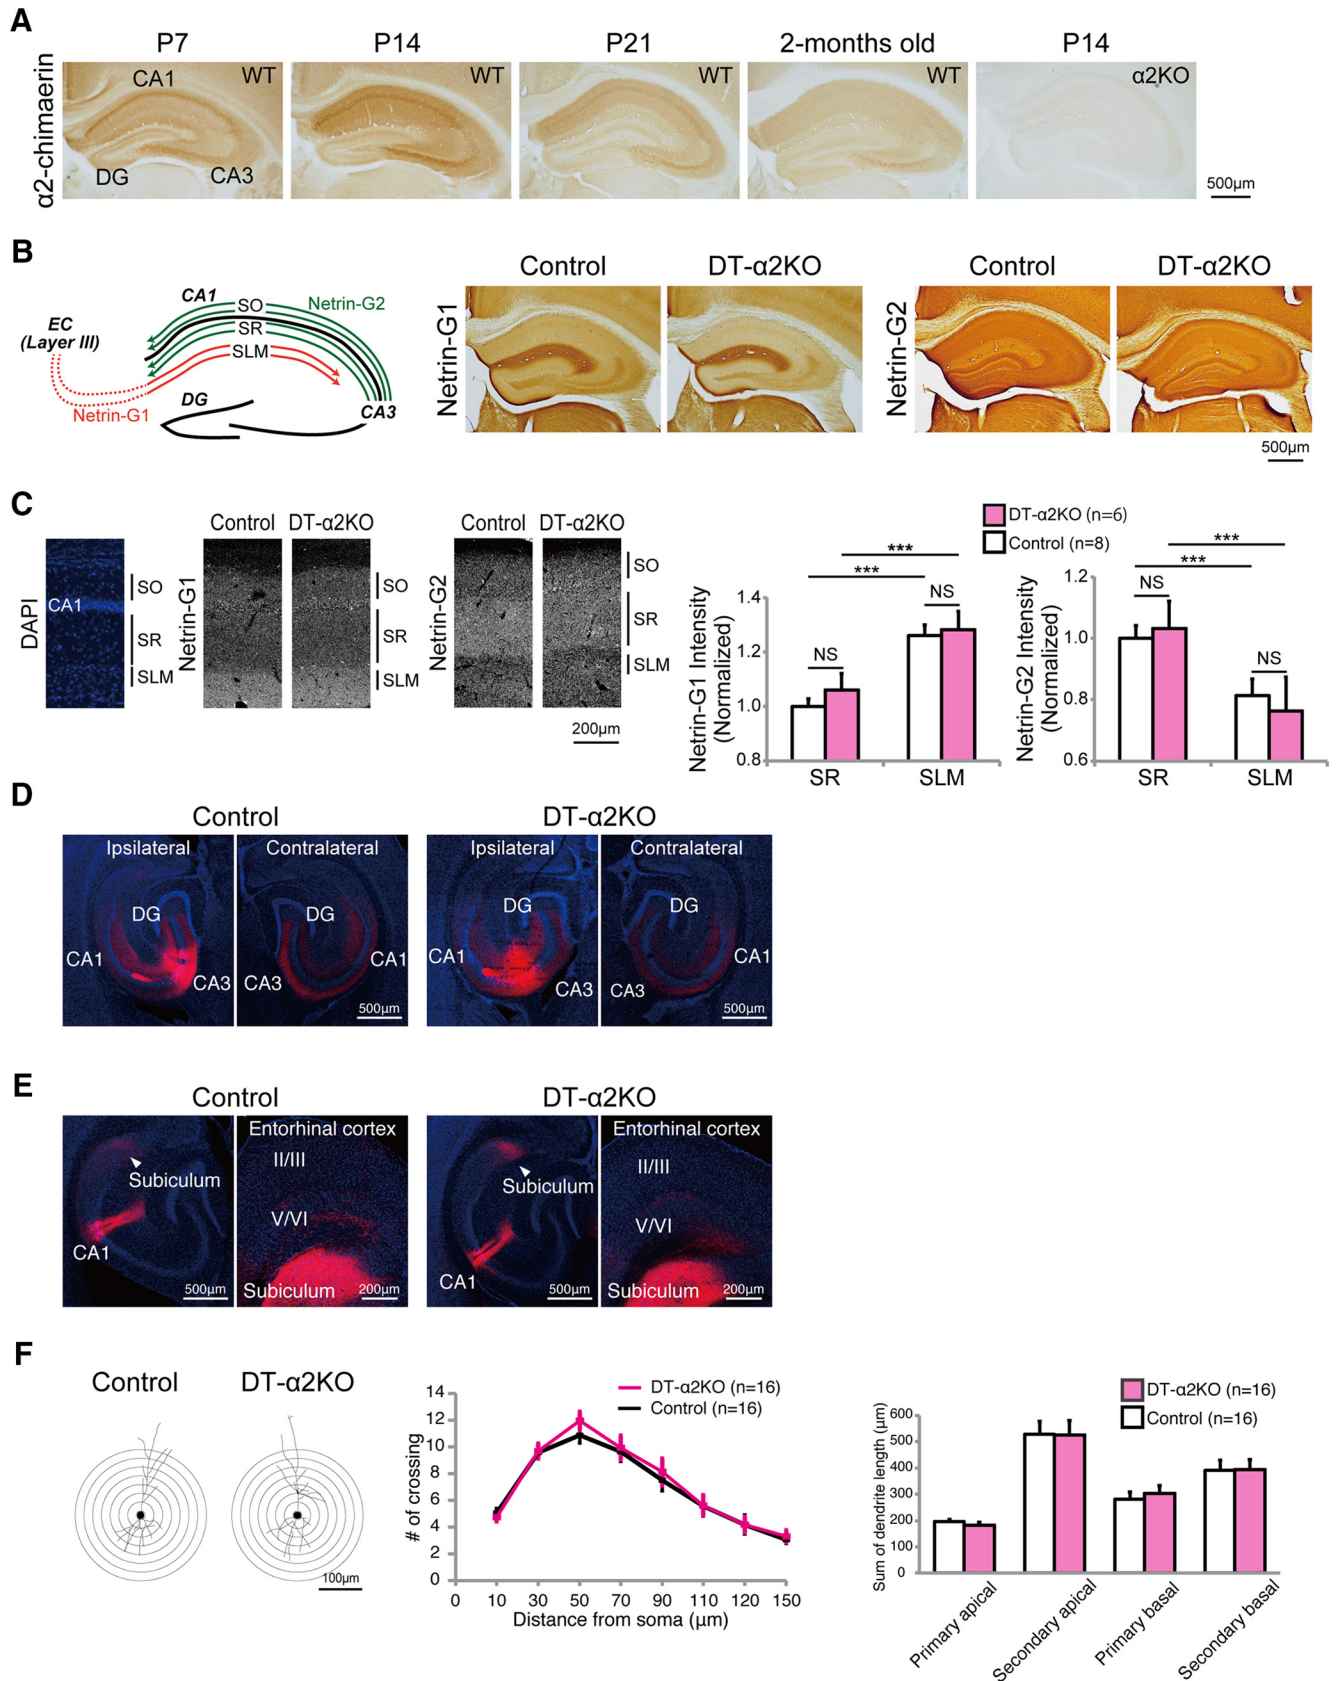 A
P7
P14
P21
2-months old
P14
α2-chimaerin
CA1
WT
DG
CA3
WT
WT
WT
α2KO
500µm
B
CA1
SO
Netrin-G2
EC
(Layer III)
SR
SLM
Netrin-G1
DG
CA3
Control
DT-α2KO
Netrin-G1
Control
DT-α2KO
Netrin-G2
500µm
C
DAPI
CA1
SO
SR
SLM
Control
DT-α2KO
Netrin-G1
SO
SR
SLM
Control
DT-α2KO
Netrin-G2
SO
SR
SLM
200µm
DT-α2KO (n=6)
Control (n=8)
Netrin-G1 Intensity
(Normalized)
1.4
1.2
1.0
0.8
***
***
NS
NS
SR
SLM
Netrin-G2 Intensity
(Normalized)
1.2
1.0
0.8
0.6
***
***
NS
NS
SR
SLM
D
Control
DT-α2KO
Ipsilateral
Contralateral
Ipsilateral
Contralateral
DG
DG
DG
DG
CA1
CA3
CA3
CA1
500µm
CA1
CA3
CA3
CA1
500µm
E
Control
DT-α2KO
Entorhinal cortex
II/III
Subiculum
V/VI
CA1
500µm
Subiculum
200µm
Entorhinal cortex
II/III
Subiculum
V/VI
CA1
500µm
Subiculum
200µm
F
Control
DT-α2KO
100µm
DT-α2KO (n=16)
Control (n=16)
# of crossing
14
12
10
8
6
4
2
0
0
10
30
50
70
90
110
120
150
Distance from soma (µm)
DT-α2KO (n=16)
Control (n=16)
Sum of dendrite length (µm)
600
500
400
300
200
100
0
Primary apical
Secondary apical
Primary basal
Secondary basal